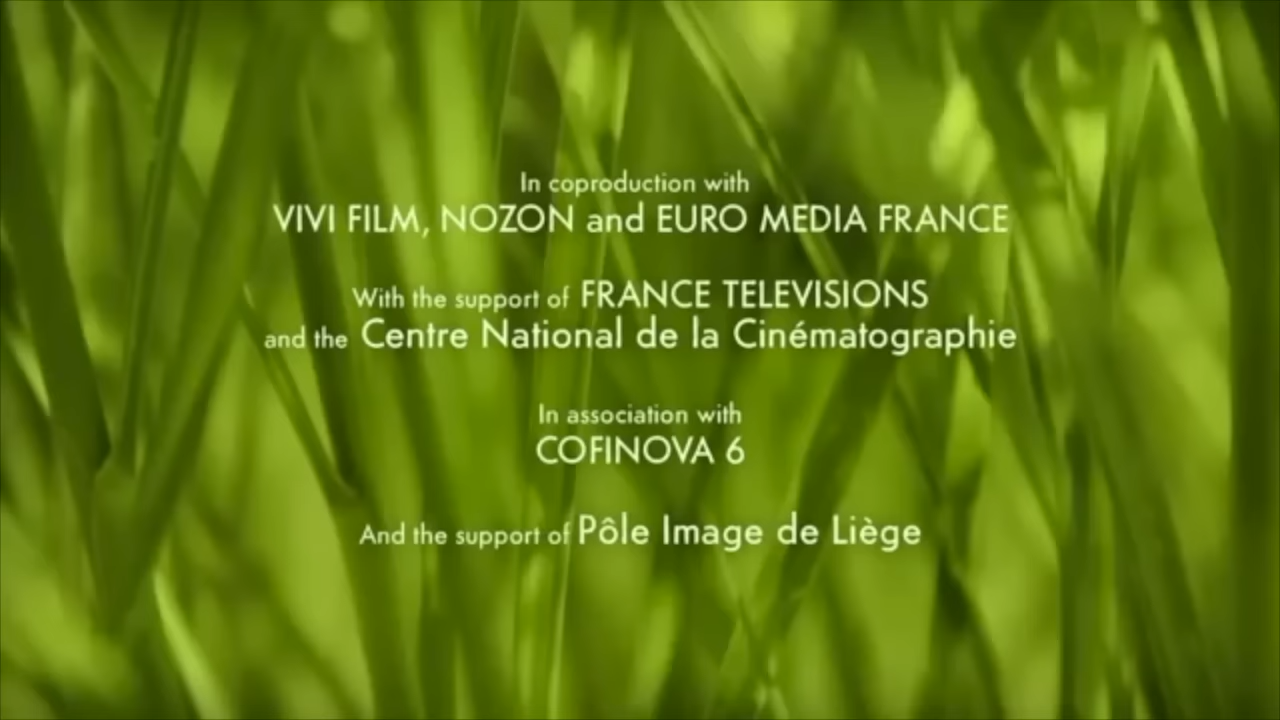 In coproduction with
VIVI FILM, NOZON and EURO MEDIA FRANCE
With the support of FRANCE TELEVISIONS
and the Centre National de la Cinématographie
In association with
COFINOVA 6
And the support of Pôle Image de Liège